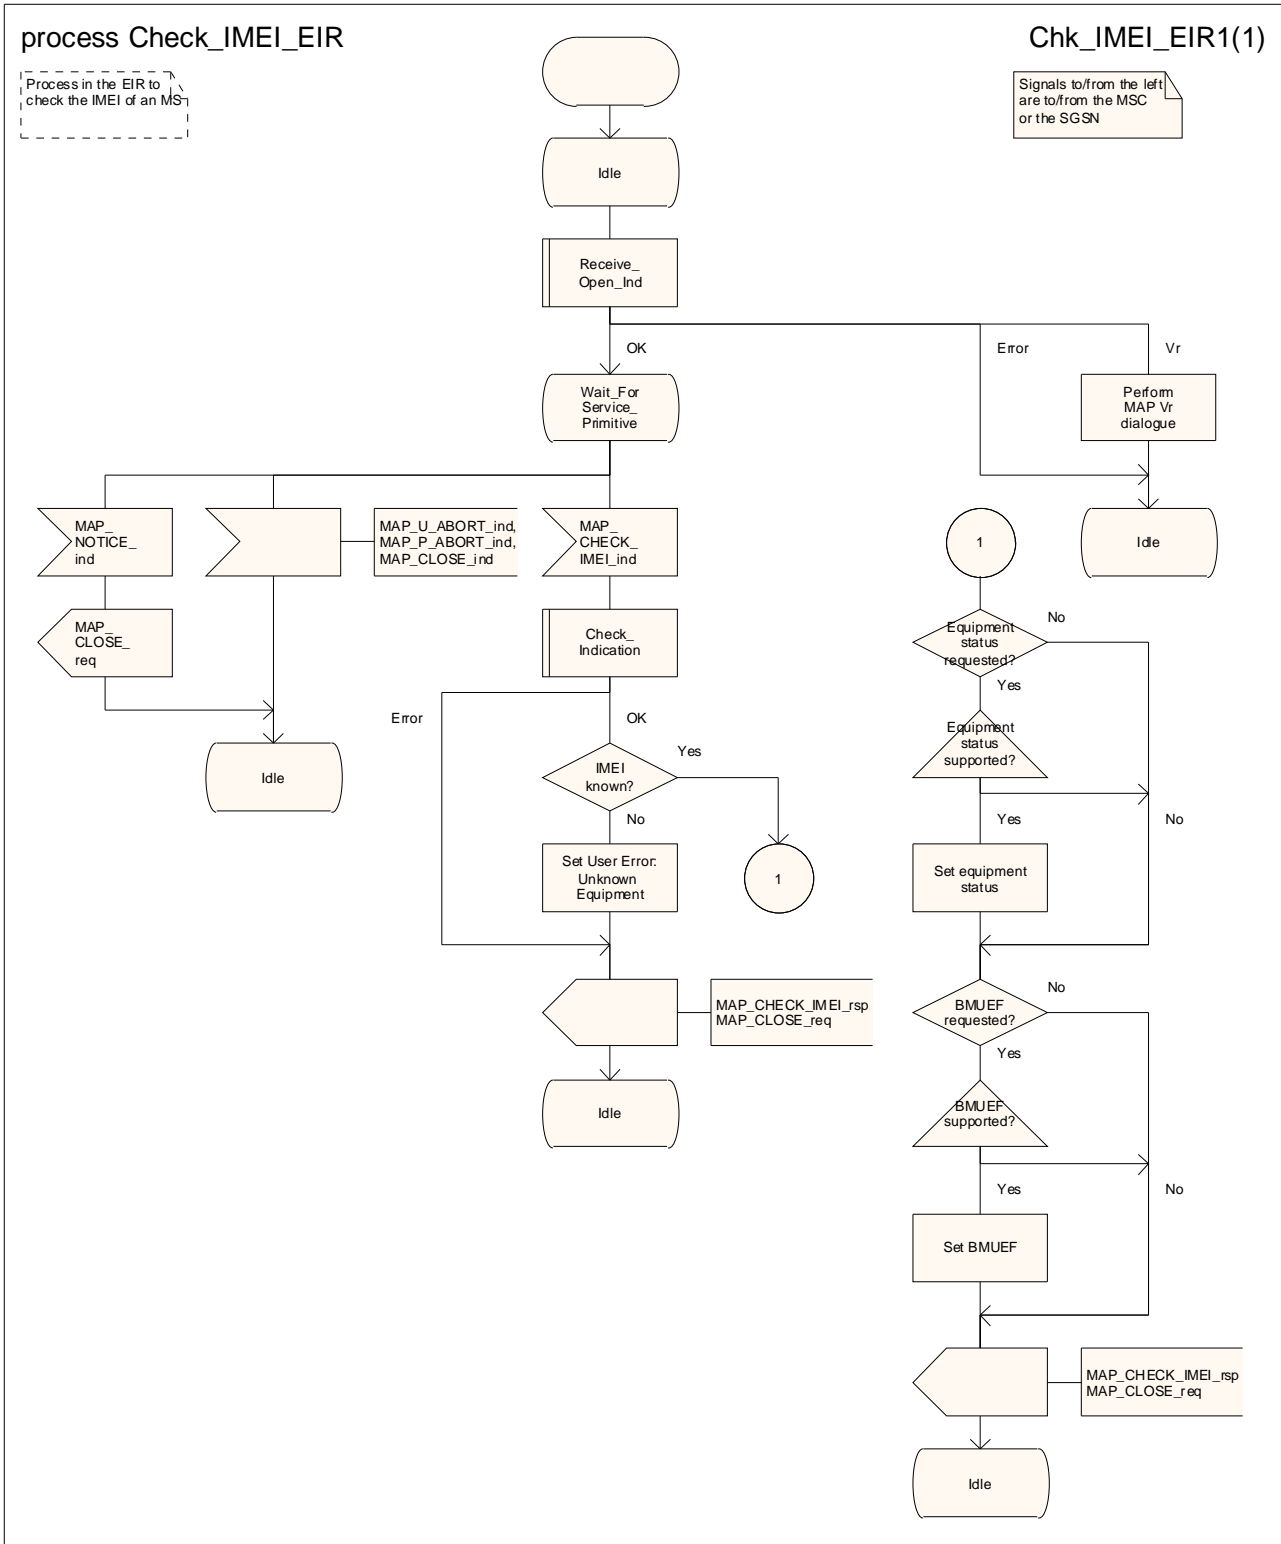 process Check_IMEI_EIR
Chk_IMEI_EIR1(1)
Process in the EIR to
check the IMEI of an MS
Signals to/from the left
are to/from the MSC
or the SGSN
Idle
Receive_
Open_Ind
OK
Error
Vr
Wait_For
Service_
Primitive
Perform
MAP Vr
dialogue
MAP_
NOTICE_
ind
MAP_U_ABORT_ind,
MAP_P_ABORT_ind,
MAP_CLOSE_ind
MAP_
CHECK_
IMEI_ind
1
Idle
MAP_
CLOSE_
req
Check_
Indication
Equipment
status
requested?
No
Yes
Error
OK
Equipment
status
supported?
Idle
IMEI
known?
Yes
No
Yes
No
Set User Error:
Unknown
Equipment
1
Set equipment
status
MAP_CHECK_IMEI_rsp
MAP_CLOSE_req
BMUEF
requested?
No
Yes
Idle
BMUEF
supported?
Yes
No
Set BMUEF
MAP_CHECK_IMEI_rsp
MAP_CLOSE_req
Idle